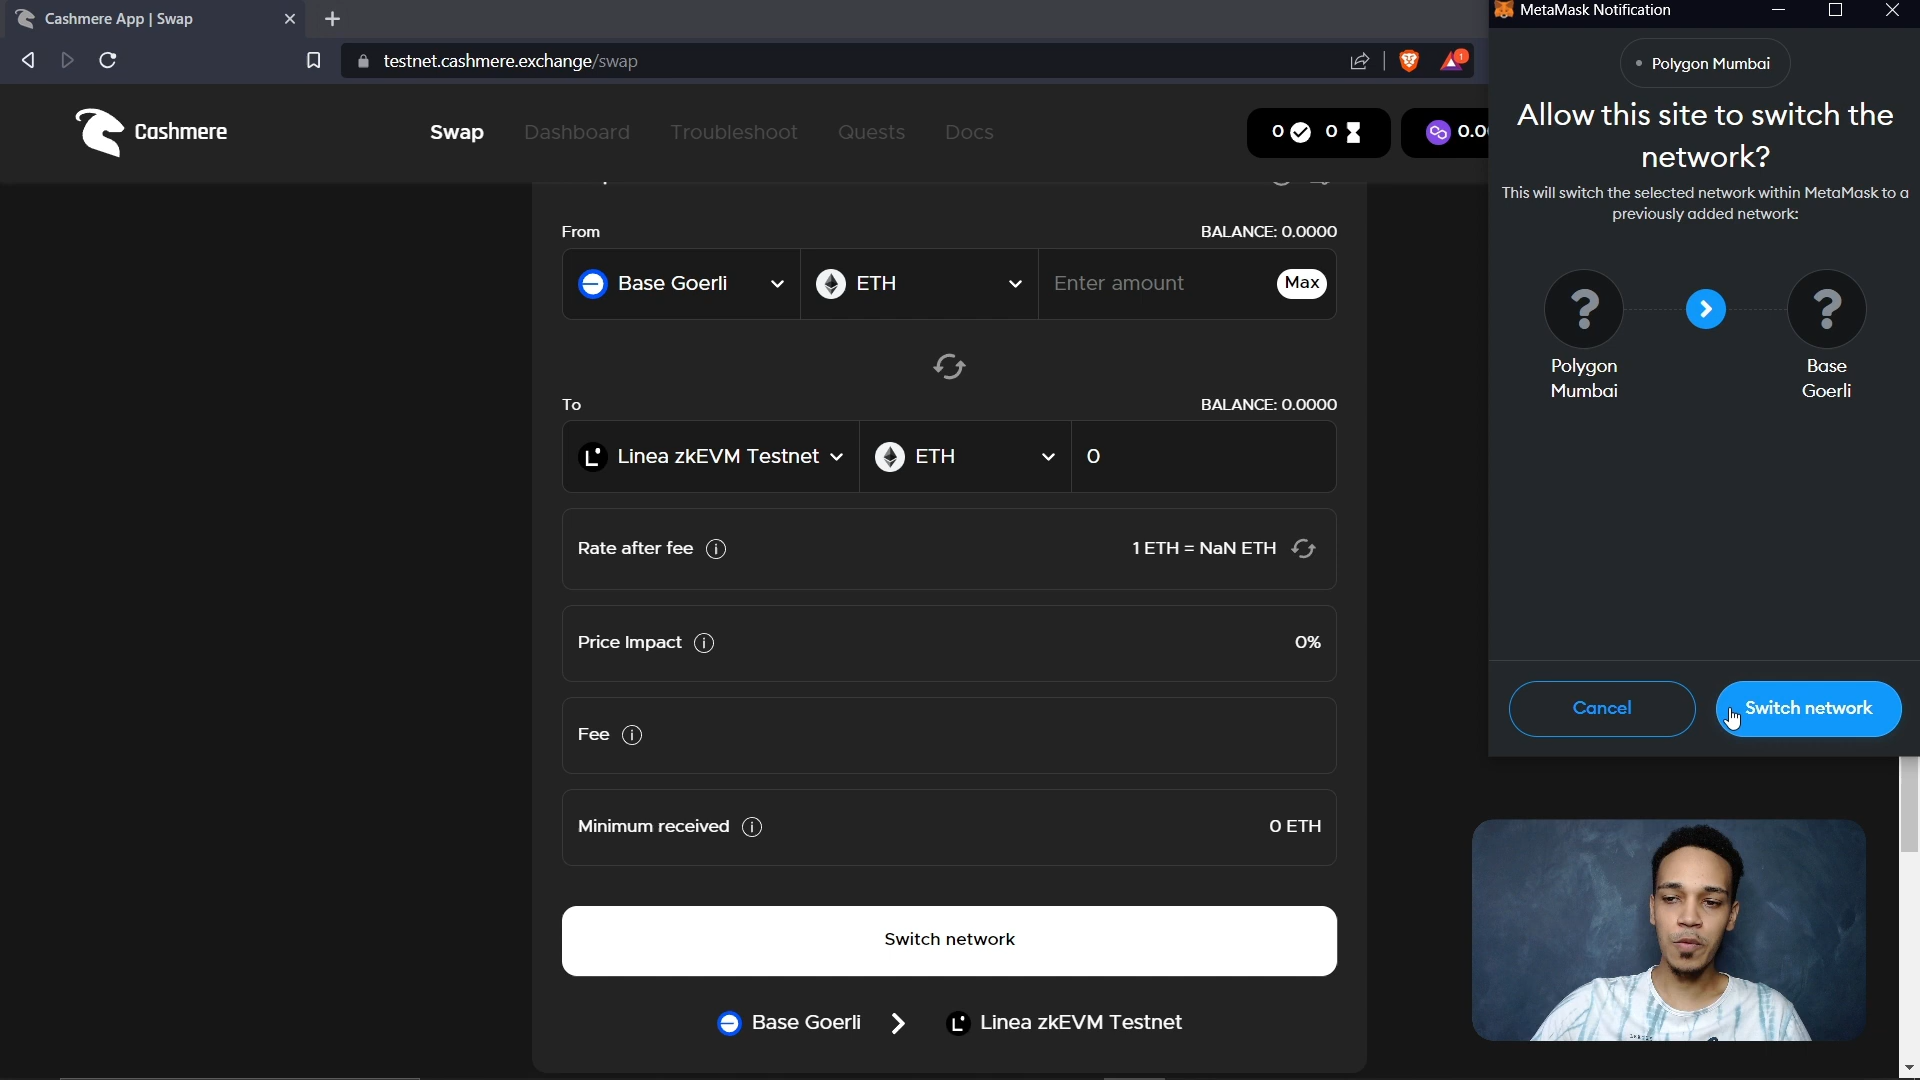 Cashmere App | Swap
testnet.cashmere.exchange/swap
1
MetaMask Notification
Cashmere
Swap
Dashboard
Troubleshoot
Quests
Docs
0 0
0.0
From
BALANCE: 0.0000
Base Goerli
ETH
Enter amount
Max
To
BALANCE: 0.0000
Linea zkEVM Testnet
ETH
0
Rate after fee
1 ETH = NaN ETH
Price Impact
0%
Fee
Minimum received
0 ETH
Switch network
Base Goerli
Linea zkEVM Testnet
Polygon Mumbai
Allow this site to switch the
network?
This will switch the selected network within MetaMask to a
previously added network:
Polygon
Mumbai
Base
Goerli
Cancel
Switch network